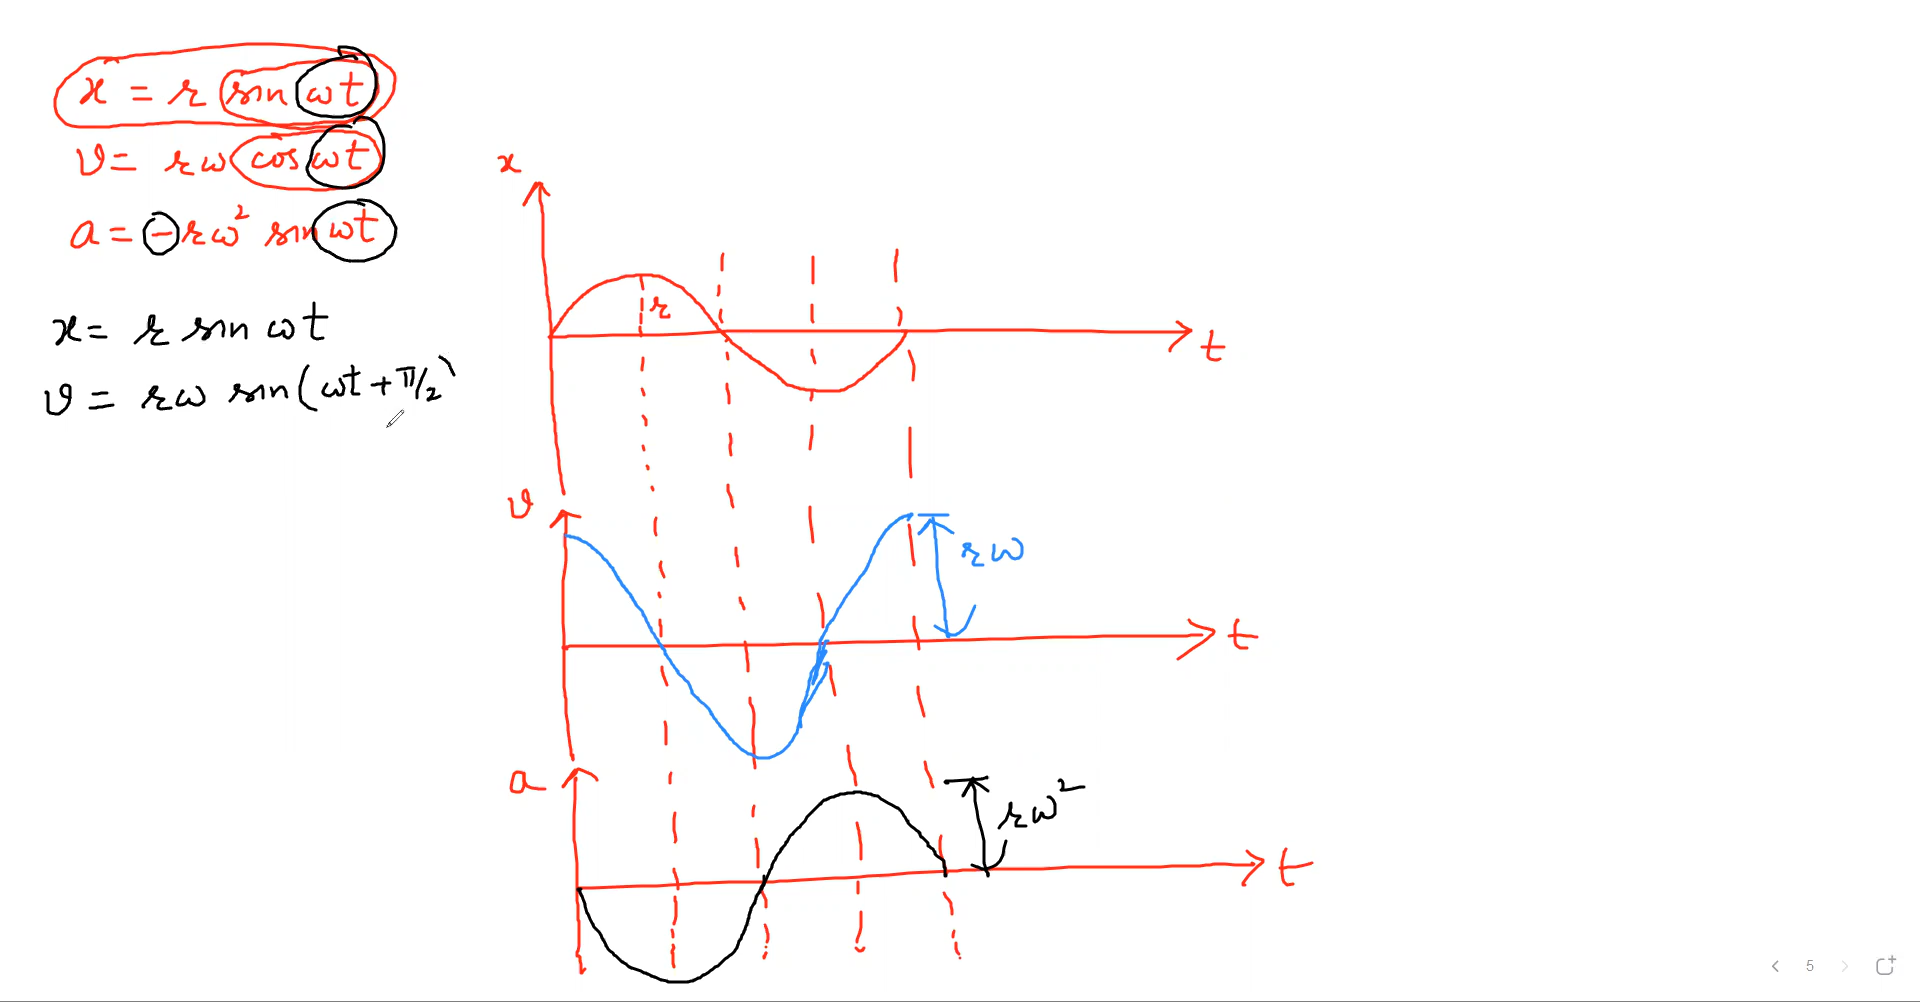 x = r sin ωt
v = rω cos ωt
a = -rω² sin ωt
x = r sin ωt
v = rω sin(ωt + π/2)
x
r
t
v
rω
t
a
rω²
t
5